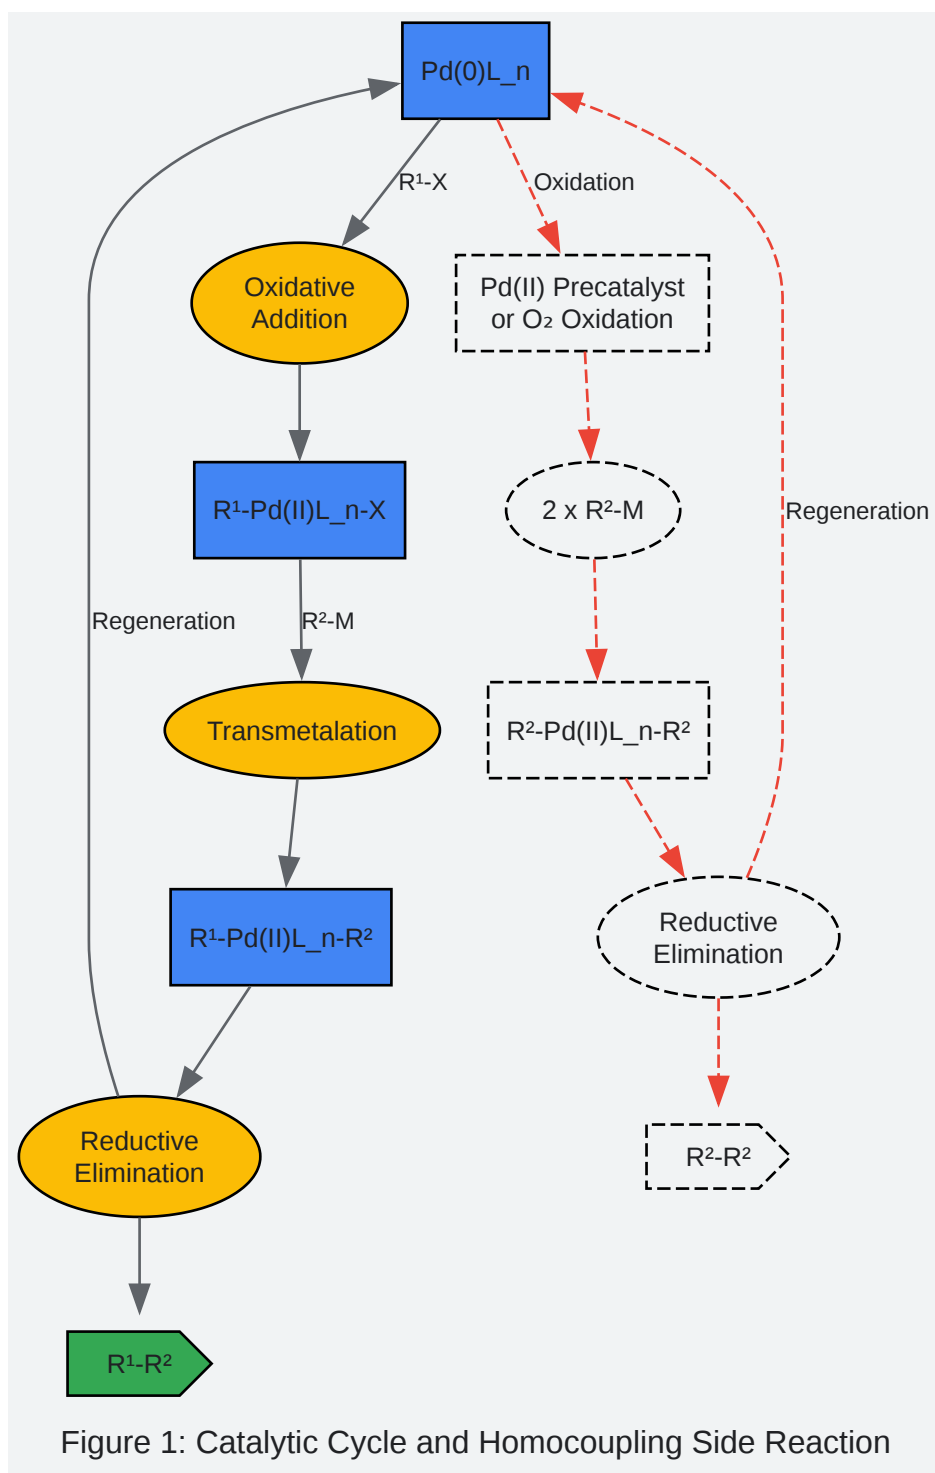 Pd(0)L_n
R¹-X
Oxidation
Oxidative
Addition
Pd(II) Precatalyst
or O₂ Oxidation
R¹-Pd(II)L_n-X
2 x R²-M
Regeneration
Regeneration
R²-M
Transmetalation
R²-Pd(II)L_n-R²
R¹-Pd(II)L_n-R²
Reductive
Elimination
Reductive
Elimination
R²-R²
R¹-R²
Figure 1: Catalytic Cycle and Homocoupling Side Reaction